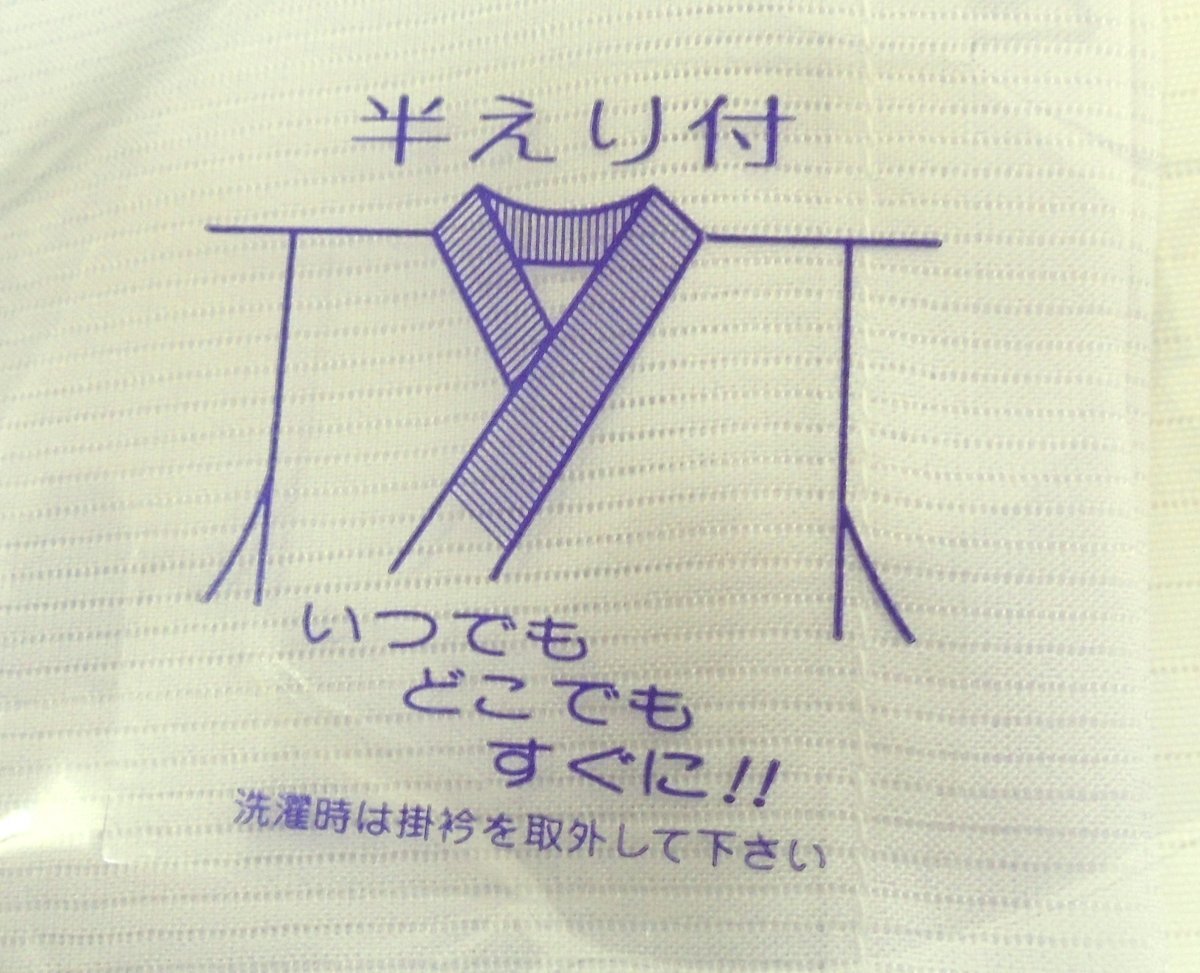 半えり付
いつでも
どこでも
すぐに!!
洗濯時は掛衿を取外して下さい